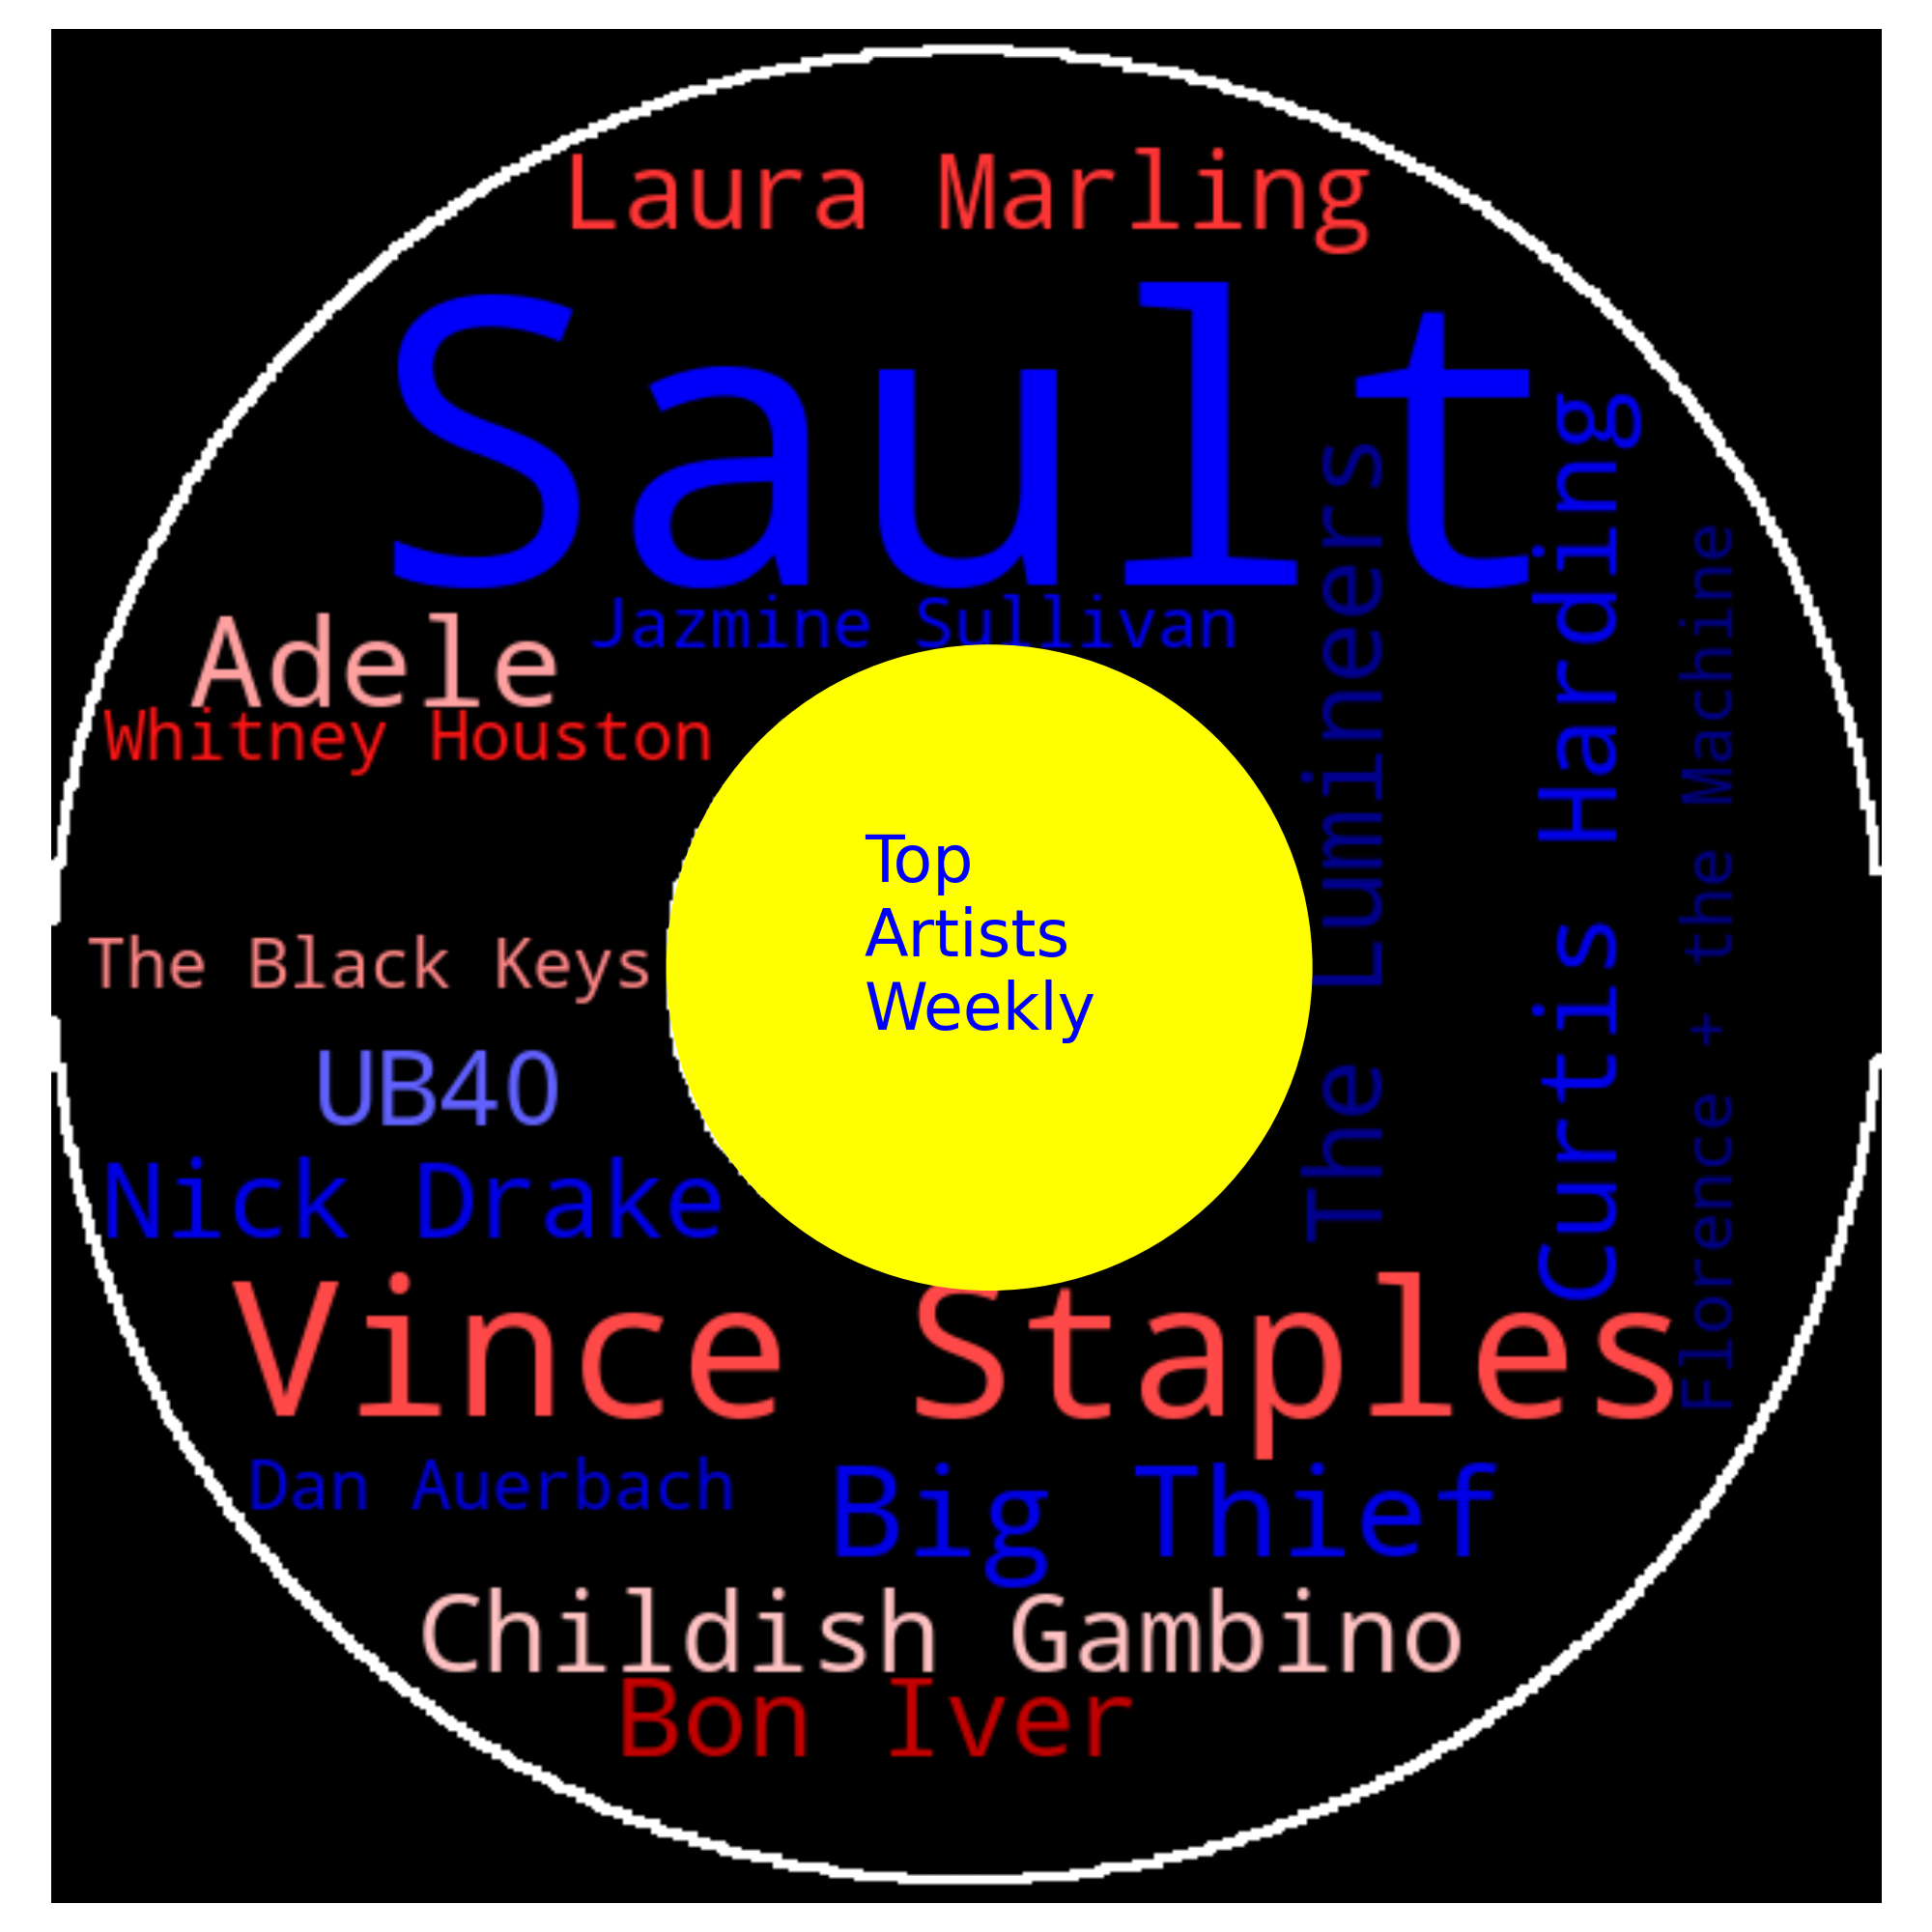 Laura Marling
Sault
Jazmine Sullivan
Adele
Whitney Houston
Top
Artists
Weekly
The Lumineers
Curtis Harding
Florence + the Machine
The Black Keys
UB40
Nick Drake
Vince Staples
Dan Auerbach
Big Thief
Childish Gambino
Bon Iver